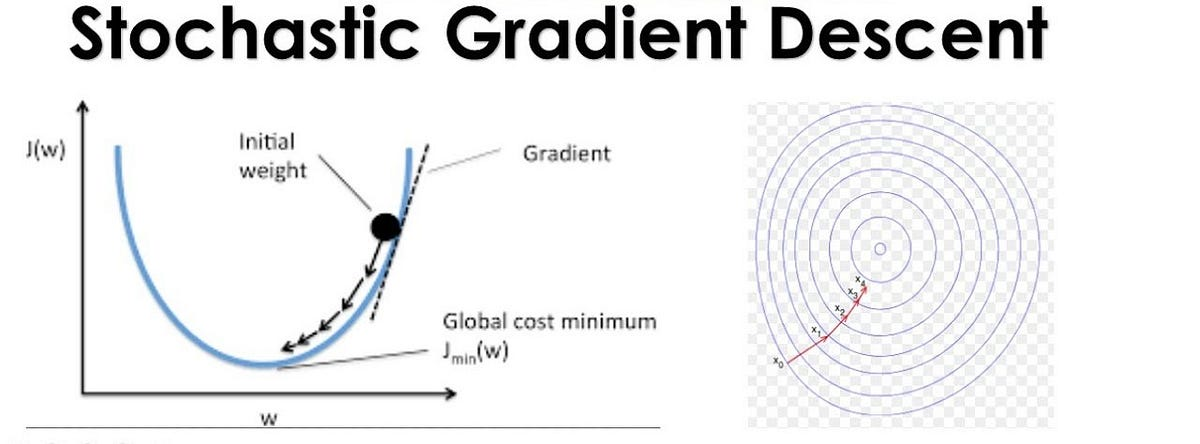 Stochastic Gradient Descent
J(w)
Initial
weight
Gradient
Global cost minimum
Jmin(w)
w
x4
x3
x2
x1
x0